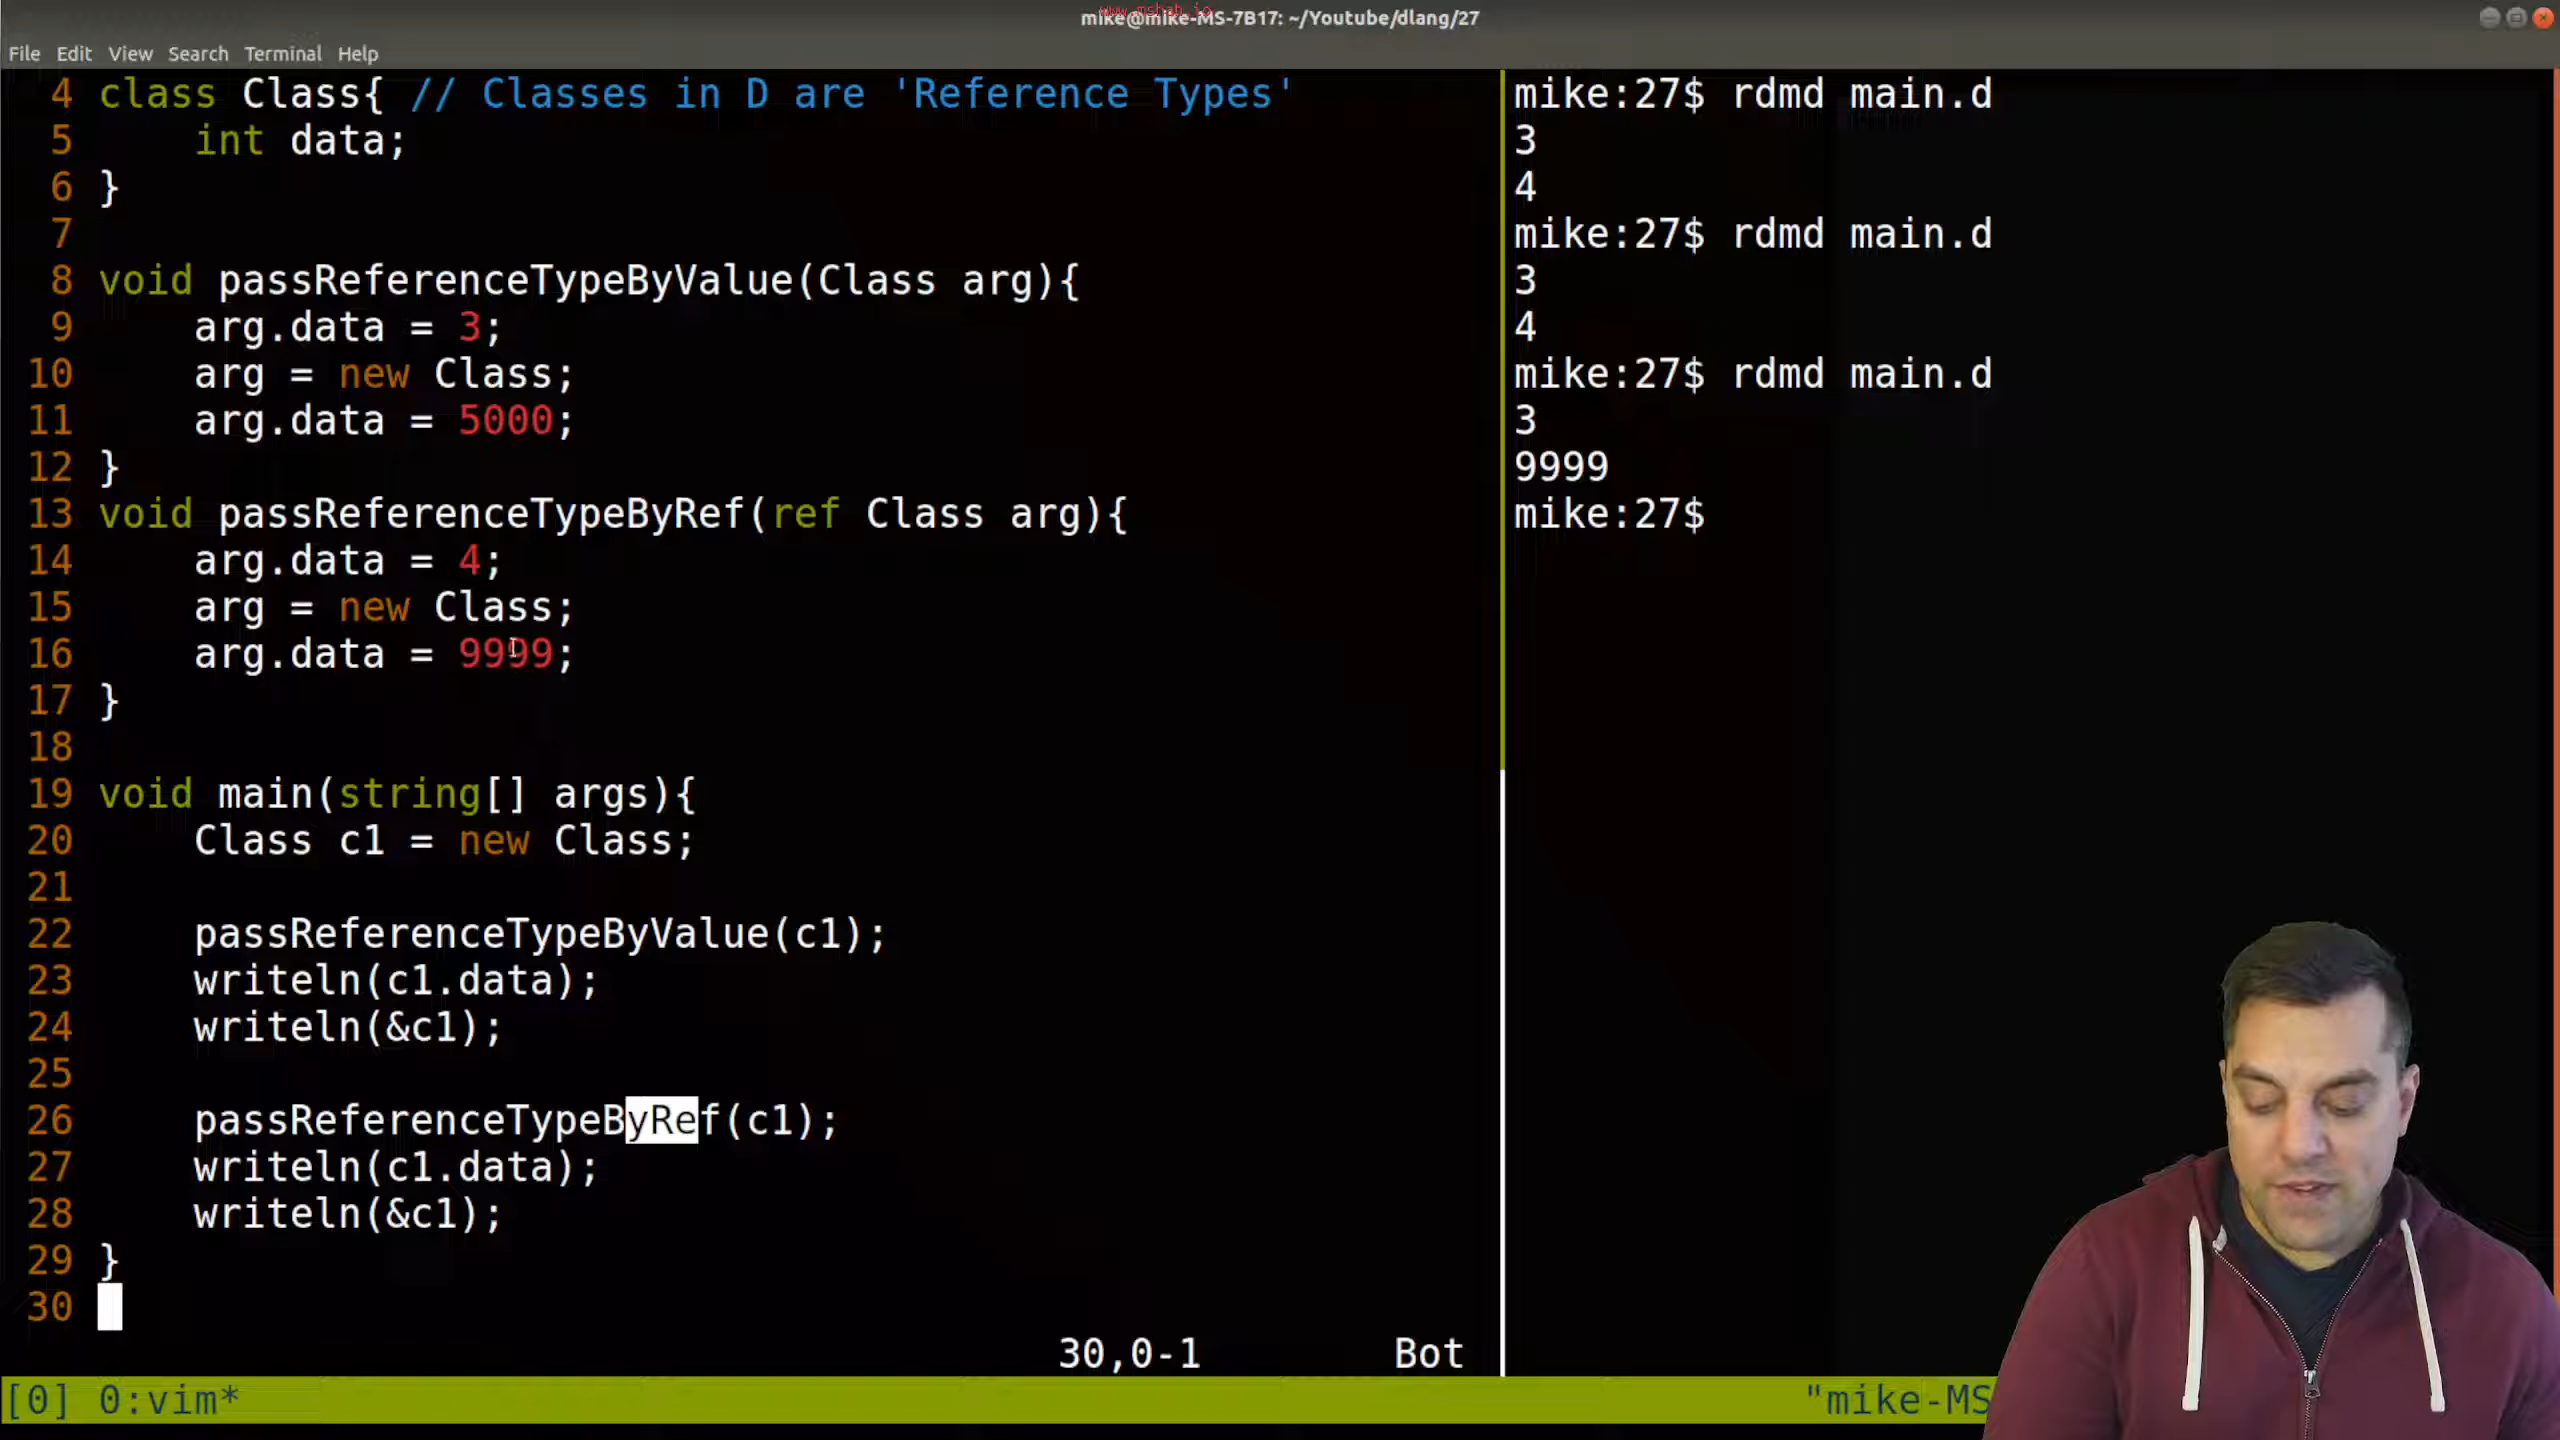 www.mshah.io
mike@mike-MS-7B17: ~/Youtube/dlang/27
File Edit View Search Terminal Help
4 class Class{ // Classes in D are 'Reference Types'
5     int data;
6 }
7
8 void passReferenceTypeByValue(Class arg){
9     arg.data = 3;
10     arg = new Class;
11     arg.data = 5000;
12 }
13 void passReferenceTypeByRef(ref Class arg){
14     arg.data = 4;
15     arg = new Class;
16     arg.data = 9999;
17 }
18
19 void main(string[] args){
20     Class c1 = new Class;
21
22     passReferenceTypeByValue(c1);
23     writeln(c1.data);
24     writeln(&c1);
25
26     passReferenceTypeByRef(c1);
27     writeln(c1.data);
28     writeln(&c1);
29 }
30
30,0-1 Bot
mike:27$ rdmd main.d
3
4
mike:27$ rdmd main.d
3
4
mike:27$ rdmd main.d
3
9999
mike:27$
[0] 0:vim* "mike-MS